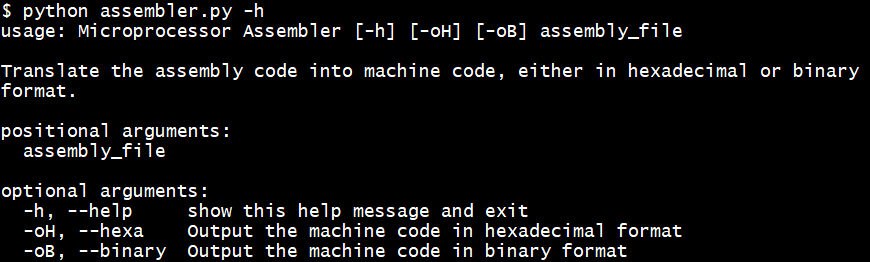 $ python assembler.py -h
usage: Microprocessor Assembler [-h] [-oH] [-oB] assembly_file
Translate the assembly code into machine code, either in hexadecimal or binary
format.
positional arguments:
  assembly_file
optional arguments:
  -h, --help     show this help message and exit
  -oH, --hexa    Output the machine code in hexadecimal format
  -oB, --binary  Output the machine code in binary format